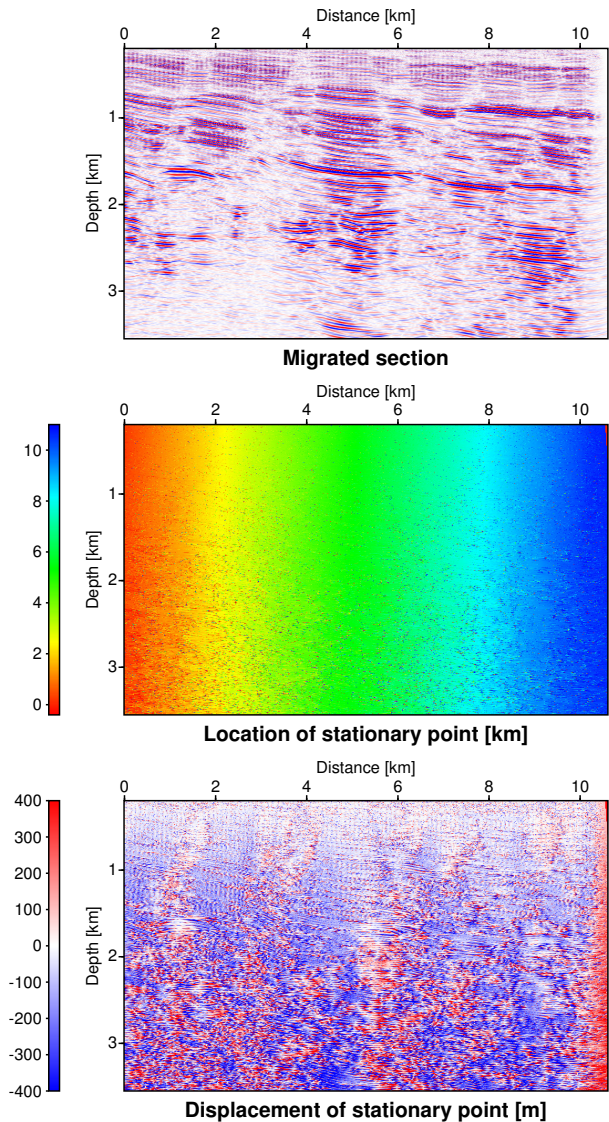 Distance [km]
0 2 4 6 8 10
1
2
3
Depth [km]
Migrated section
Distance [km]
0 2 4 6 8 10
10
8
6
4
2
0
1
2
3
Depth [km]
Location of stationary point [km]
Distance [km]
0 2 4 6 8 10
400
300
200
100
0
-100
-200
-300
-400
1
2
3
Depth [km]
Displacement of stationary point [m]